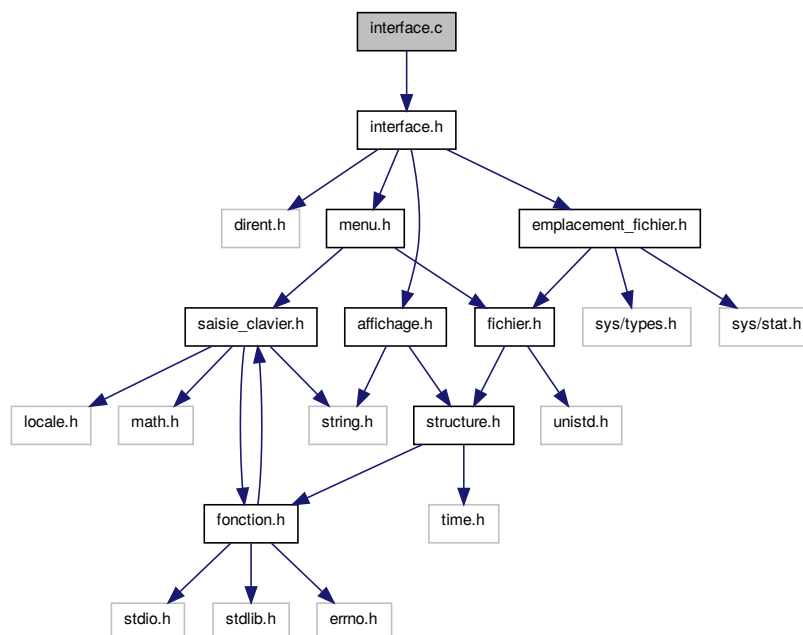 interface.c
interface.h
dirent.h
menu.h
emplacement_fichier.h
saisie_clavier.h
affichage.h
fichier.h
sys/types.h
sys/stat.h
locale.h
math.h
string.h
structure.h
unistd.h
fonction.h
time.h
stdio.h
stdlib.h
errno.h